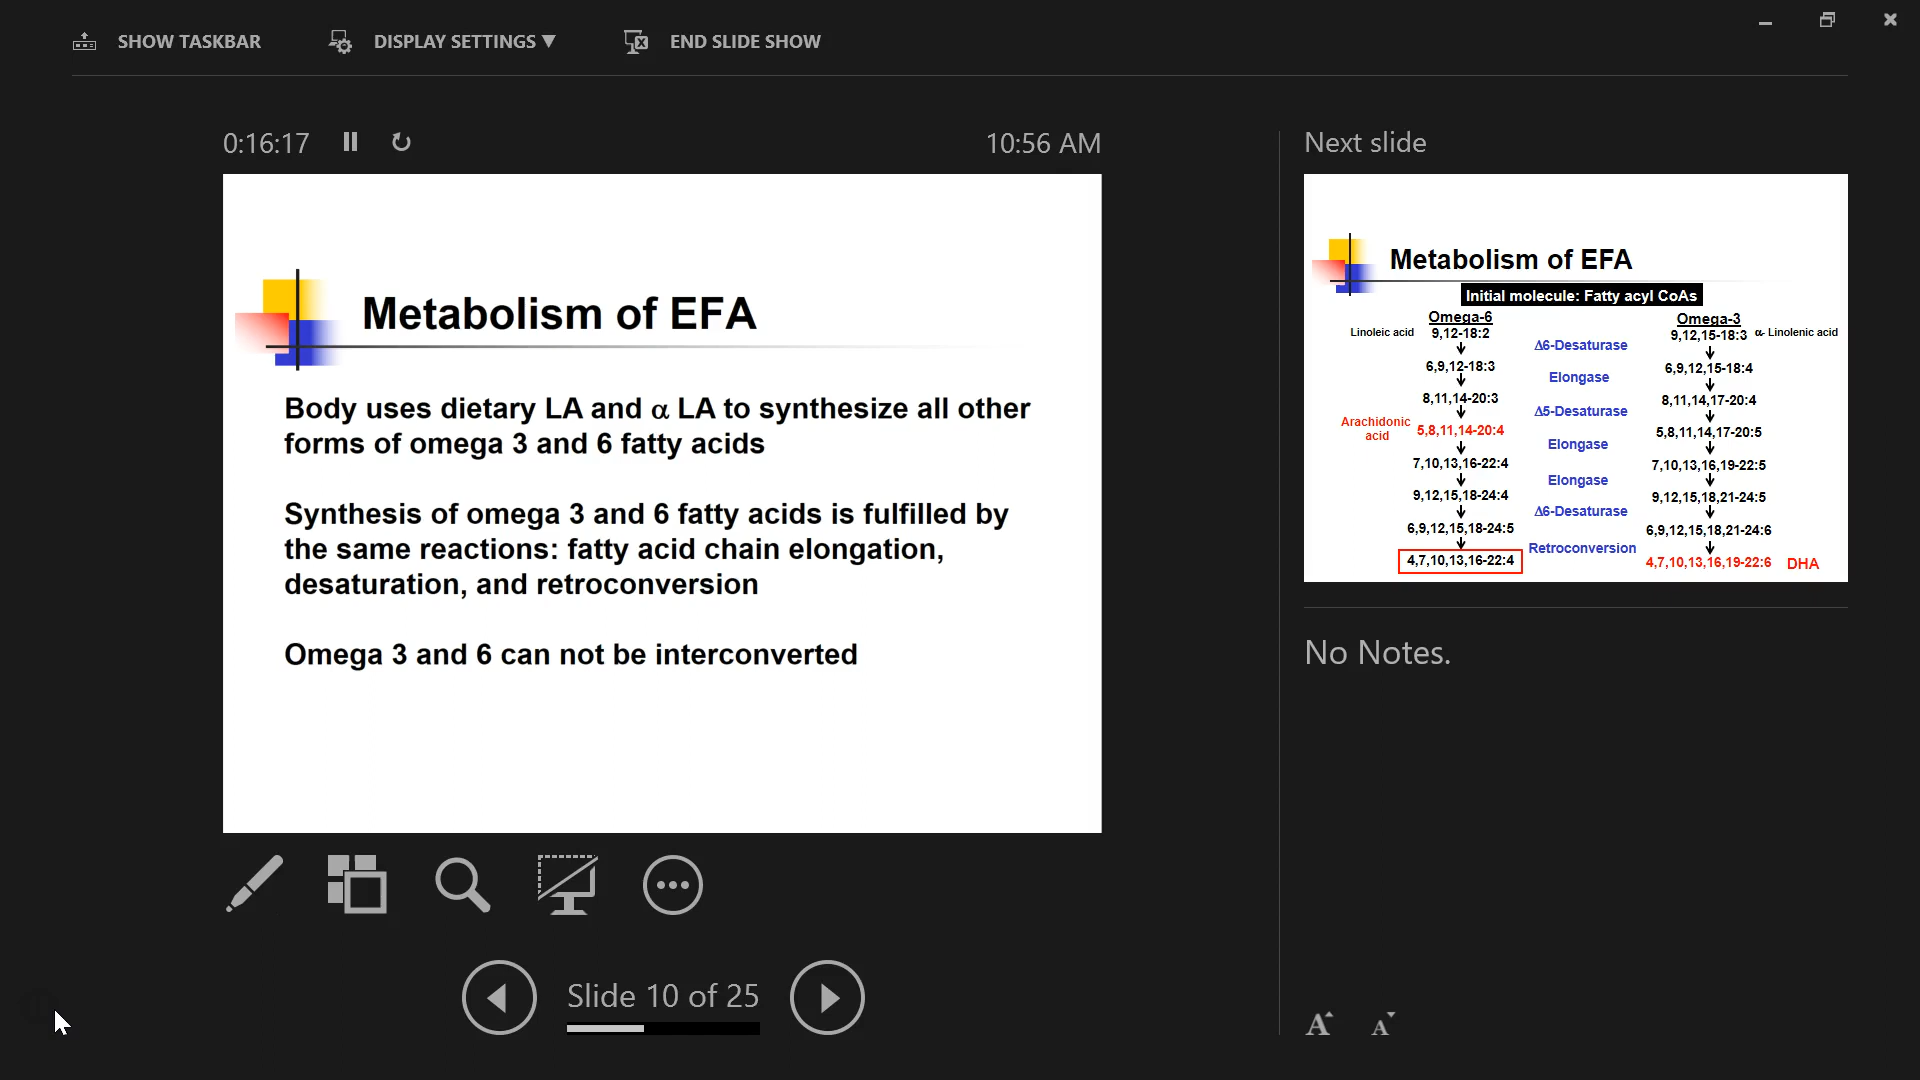 SHOW TASKBAR
DISPLAY SETTINGS ▼
END SLIDE SHOW
0:16:17
10:56 AM
Metabolism of EFA
Body uses dietary LA and α LA to synthesize all other
forms of omega 3 and 6 fatty acids
Synthesis of omega 3 and 6 fatty acids is fulfilled by
the same reactions: fatty acid chain elongation,
desaturation, and retroconversion
Omega 3 and 6 can not be interconverted
Slide 10 of 25
Next slide
Metabolism of EFA
Initial molecule: Fatty acyl CoAs
Omega-6
Omega-3
Linoleic acid
9,12-18:2
9,12,15-18:3
α- Linolenic acid
Δ6-Desaturase
6,9,12-18:3
6,9,12,15-18:4
Elongase
8,11,14-20:3
8,11,14,17-20:4
Δ5-Desaturase
Arachidonic
acid
5,8,11,14-20:4
5,8,11,14,17-20:5
Elongase
7,10,13,16-22:4
7,10,13,16,19-22:5
Elongase
9,12,15,18-24:4
9,12,15,18,21-24:5
Δ6-Desaturase
6,9,12,15,18-24:5
6,9,12,15,18,21-24:6
Retroconversion
4,7,10,13,16-22:4
4,7,10,13,16,19-22:6
DHA
No Notes.
A
A